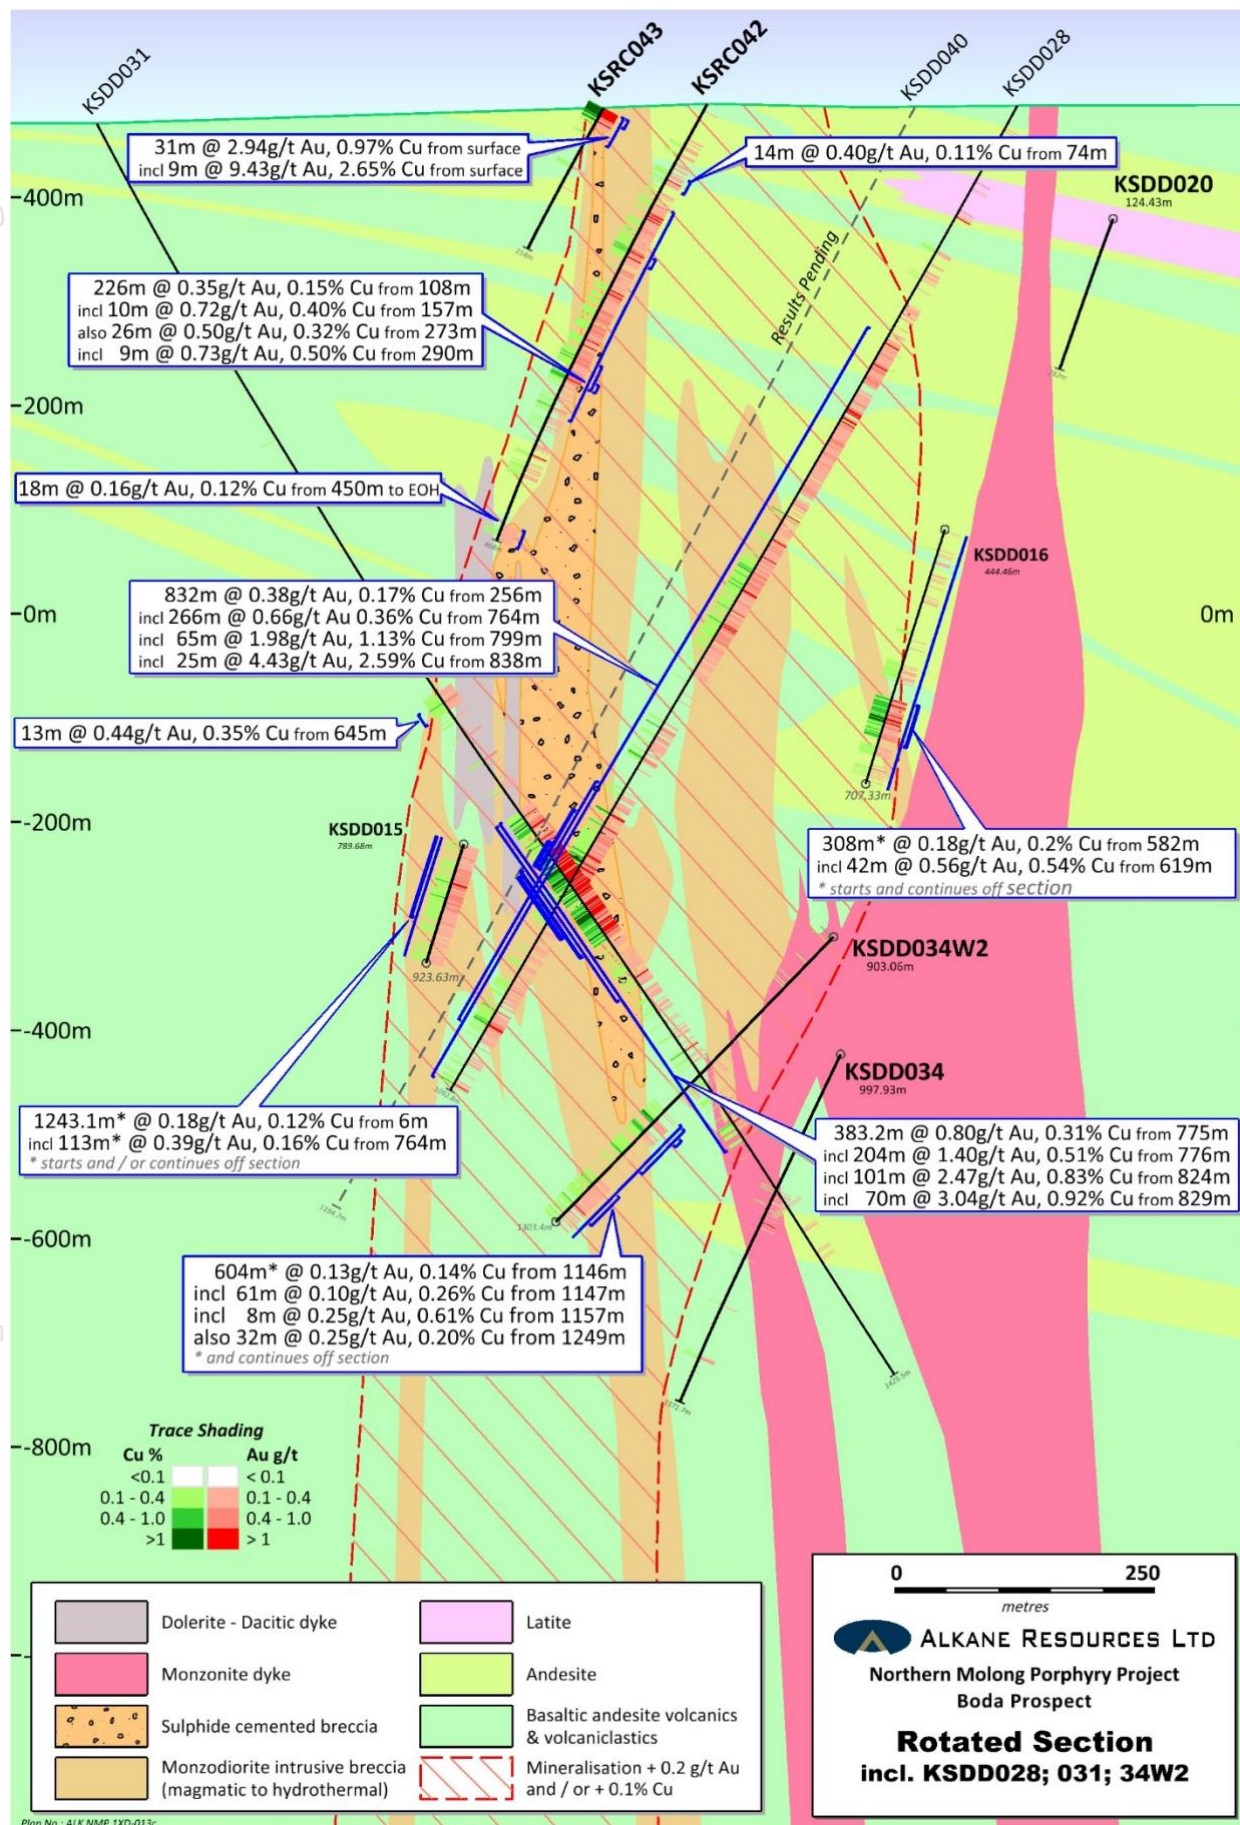 KSDD031
KSRC043
KSRC042
KSDD040
KSDD028
31m @ 2.94g/t Au, 0.97% Cu from surface
incl 9m @ 9.43g/t Au, 2.65% Cu from surface
14m @ 0.40g/t Au, 0.11% Cu from 74m
400m
KSDD020
124.43m
154m
Results Pending
226m @ 0.35g/t Au, 0.15% Cu from 108m
incl 10m @ 0.72g/t Au, 0.40% Cu from 157m
also 26m @ 0.50g/t Au, 0.32% Cu from 273m
incl 9m @ 0.73g/t Au, 0.50% Cu from 290m
200m
18m @ 0.16g/t Au, 0.12% Cu from 450m to EOH
KSDD016
444.46m
832m @ 0.38g/t Au, 0.17% Cu from 256m
incl 266m @ 0.66g/t Au 0.36% Cu from 764m
incl 65m @ 1.98g/t Au, 1.13% Cu from 799m
incl 25m @ 4.43g/t Au, 2.59% Cu from 838m
0m
0m
13m @ 0.44g/t Au, 0.35% Cu from 645m
707.33m
-200m
KSDD015
789.68m
308m* @ 0.18g/t Au, 0.2% Cu from 582m
incl 42m @ 0.56g/t Au, 0.54% Cu from 619m
* starts and continues off section
KSDD034W2
903.06m
923.63m
-400m
KSDD034
997.93m
1243.1m* @ 0.18g/t Au, 0.12% Cu from 6m
incl 113m* @ 0.39g/t Au, 0.16% Cu from 764m
* starts and / or continues off section
383.2m @ 0.80g/t Au, 0.31% Cu from 775m
incl 204m @ 1.40g/t Au, 0.51% Cu from 776m
incl 101m @ 2.47g/t Au, 0.83% Cu from 824m
incl 70m @ 3.04g/t Au, 0.92% Cu from 829m
1303.4m
-600m
604m* @ 0.13g/t Au, 0.14% Cu from 1146m
incl 61m @ 0.10g/t Au, 0.26% Cu from 1147m
incl 8m @ 0.25g/t Au, 0.61% Cu from 1157m
also 32m @ 0.25g/t Au, 0.20% Cu from 1249m
* and continues off section
-800m
Trace Shading
Cu % Au g/t
<0.1 < 0.1
0.1 - 0.4 0.1 - 0.4
0.4 - 1.0 0.4 - 1.0
>1 > 1
Dolerite - Dacitic dyke
Monzonite dyke
Sulphide cemented breccia
Monzodiorite intrusive breccia
(magmatic to hydrothermal)
Latite
Andesite
Basaltic andesite volcanics
& volcaniclastics
Mineralisation + 0.2 g/t Au
and / or + 0.1% Cu
0 250
metres
ALKANE RESOURCES LTD
Northern Molong Porphyry Project
Boda Prospect
Rotated Section
incl. KSDD028; 031; 34W2
Plan No : ALK NMP 1XD-013c